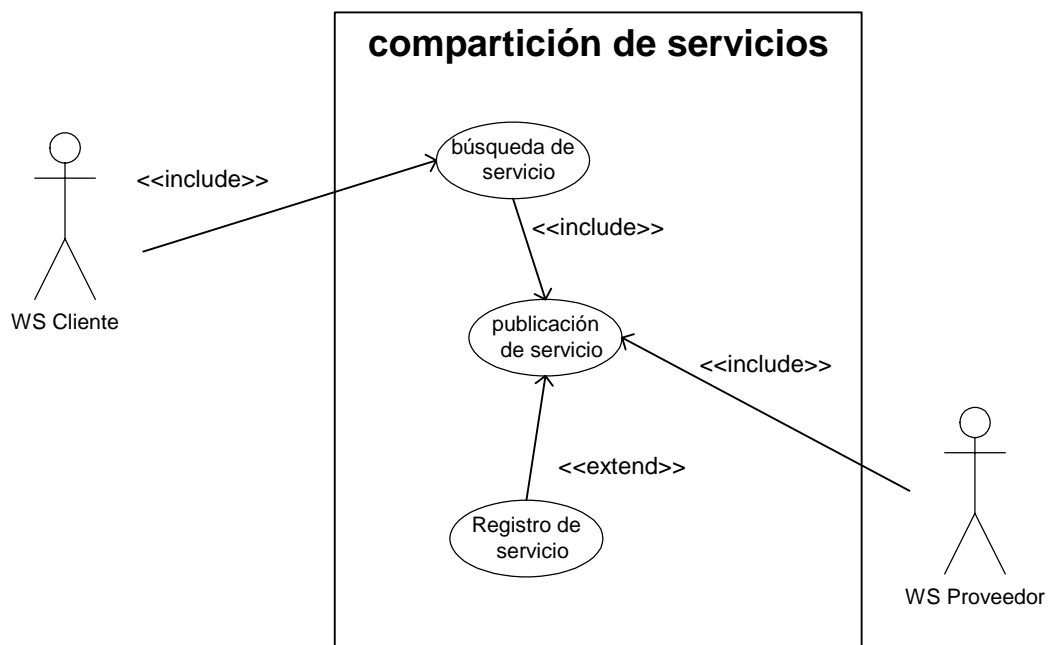 compartición de servicios
búsqueda de
servicio
<<include>>
<<include>>
WS Cliente
publicación
de servicio
<<include>>
<<extend>>
Registro de
servicio
WS Proveedor